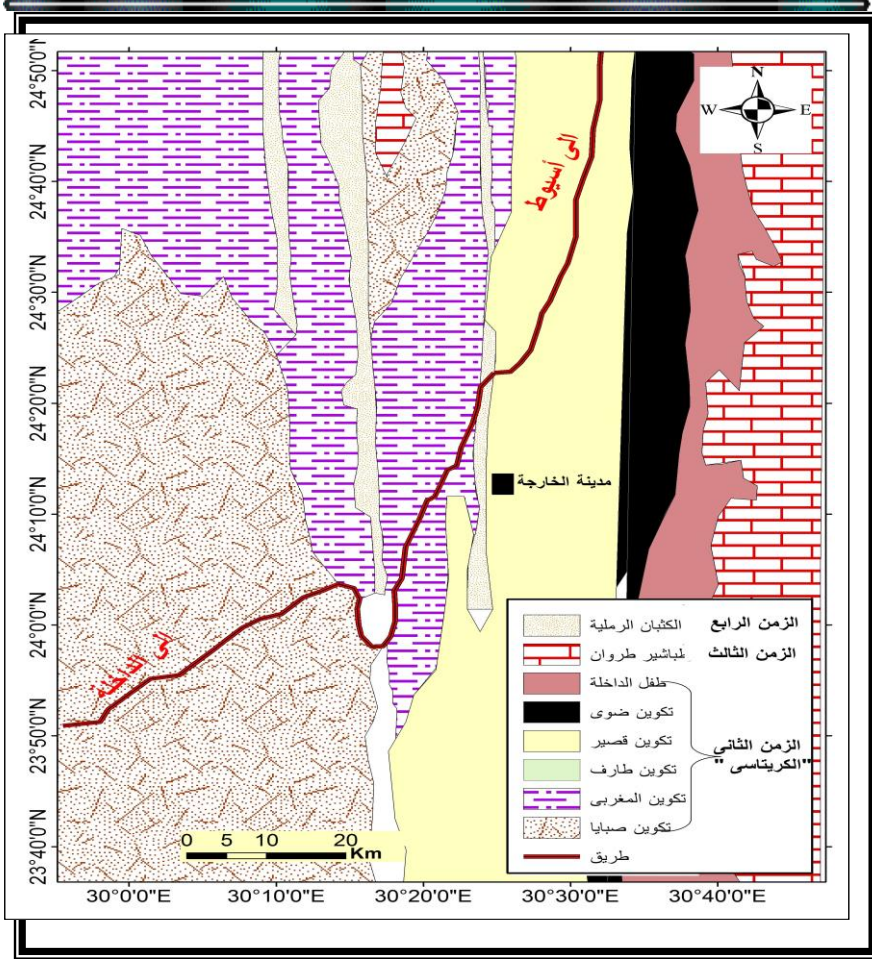 24°50'0"N
24°40'0"N
24°30'0"N
24°20'0"N
24°10'0"N
24°0'0"N
23°50'0"N
23°40'0"N
N
W
E
S
الى أسيوط
مدينة الخارجة
الى الداخلة
الزمن الرابع
الكثبان الرملية
الزمن الثالث
طباشير طروان
طفل الداخلة
تكوين ضوى
الزمن الثاني
"الكريتاسى"
تكوين قصير
تكوين طارف
تكوين المغربى
تكوين صبايا
طريق
0 5 10 20
Km
30°0'0"E
30°10'0"E
30°20'0"E
30°30'0"E
30°40'0"E